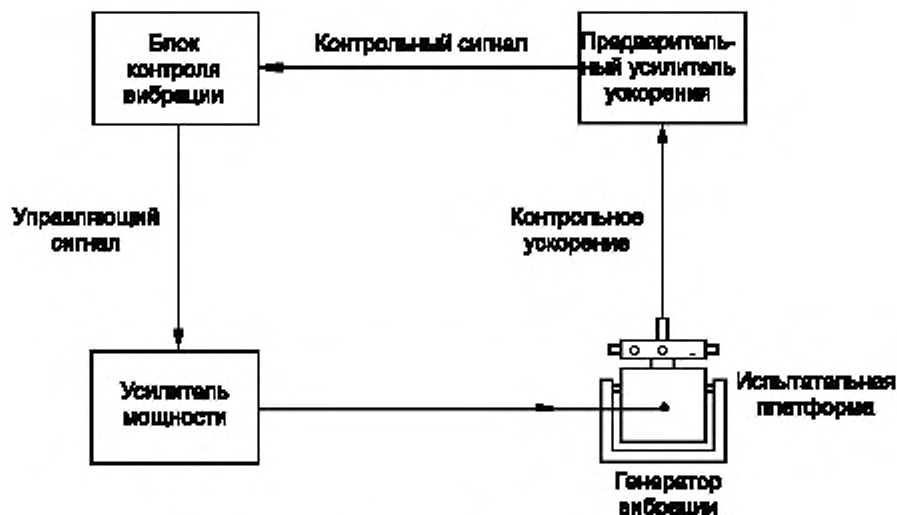 Блок
контроля
вибрации
Контрольный сигнал
Предваритель-
ный усилитель
ускорения
Управляющий
сигнал
Контрольное
ускорение
Усилитель
мощности
Испытательная
платформа
Генератор
вибрации